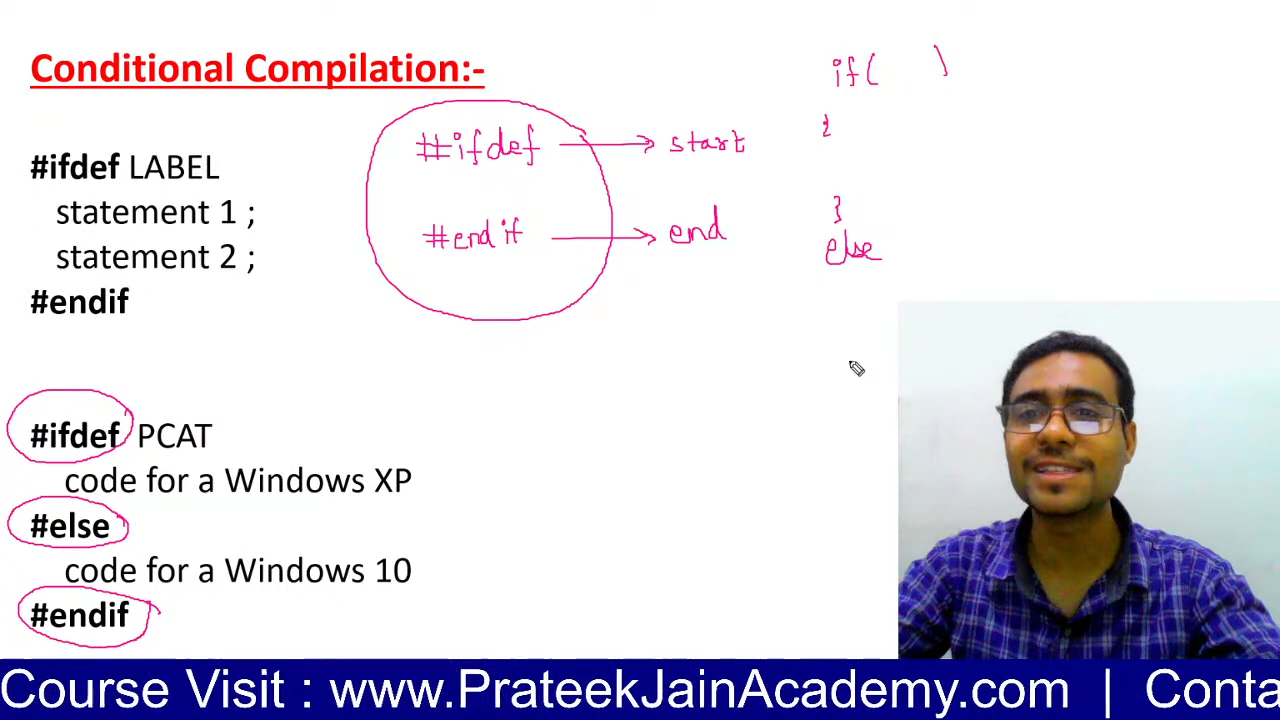 Conditional Compilation:-
#ifdef LABEL
statement 1 ;
statement 2 ;
#endif
#ifdef → start
#endif → end
if( )
{
}
else
#ifdef PCAT
code for a Windows XP
#else
code for a Windows 10
#endif
Course Visit : www.PrateekJainAcademy.com | Conta